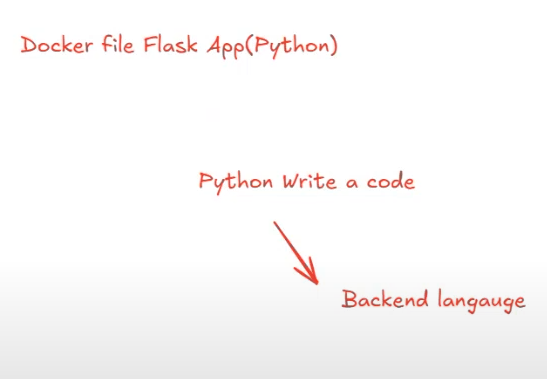 Docker file Flask App(Python)
Python Write a code
Backend langauge